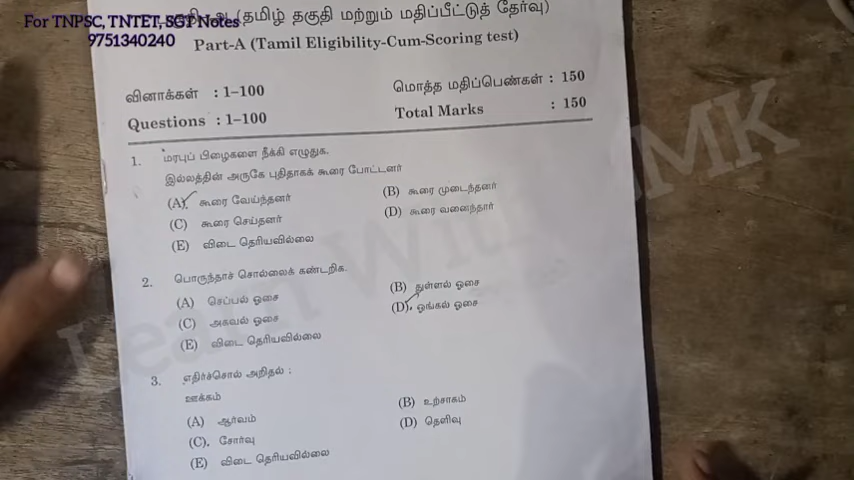 For TNPSC, TNTET, SGT Notes
9751340240
(தமிழ் தகுதி மற்றும் மதிப்பீட்டுத் தேர்வு)
Part-A (Tamil Eligibility-Cum-Scoring test)
வினாக்கள் : 1–100 மொத்த மதிப்பெண்கள் : 150
Questions : 1–100 Total Marks : 150
1. மரபுப் பிழைகளை நீக்கி எழுதுக.
இல்லத்தின் அருகே புதிதாகக் கூரை போட்டனர்
(A) கூரை வேய்ந்தனர் (B) கூரை முடைந்தனர்
(C) கூரை செய்தனர் (D) கூரை வனைந்தார்
(E) விடை தெரியவில்லை
2. பொருந்தாச் சொல்லைக் கண்டறிக.
(A) செப்பல் ஓசை (B) துள்ளல் ஓசை
(C) அகவல் ஓசை (D) ஓங்கல் ஓசை
(E) விடை தெரியவில்லை
3. எதிர்ச்சொல் அறிதல் :
ஊக்கம்
(A) ஆர்வம் (B) உற்சாகம்
(C) சோர்வு (D) தெளிவு
(E) விடை தெரியவில்லை
Learn With MK